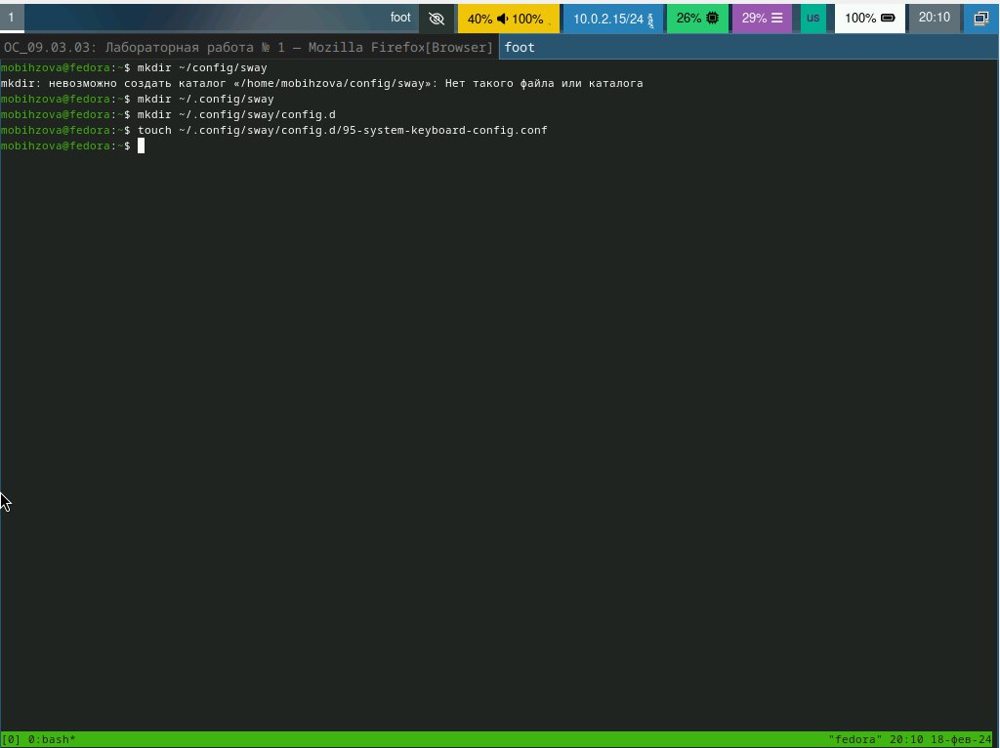 1
foot
40% 100%
10.0.2.15/24
26%
29%
us
100%
20:10
ОС_09.03.03: Лабораторная работа № 1 — Mozilla Firefox[Browser]
foot
mobihzova@fedora:~$ mkdir ~/config/sway
mkdir: невозможно создать каталог «/home/mobihzova/config/sway»: Нет такого файла или каталога
mobihzova@fedora:~$ mkdir ~/.config/sway
mobihzova@fedora:~$ mkdir ~/.config/sway/config.d
mobihzova@fedora:~$ touch ~/.config/sway/config.d/95-system-keyboard-config.conf
mobihzova@fedora:~$
[0] 0:bash*
"fedora" 20:10 18-фев-24